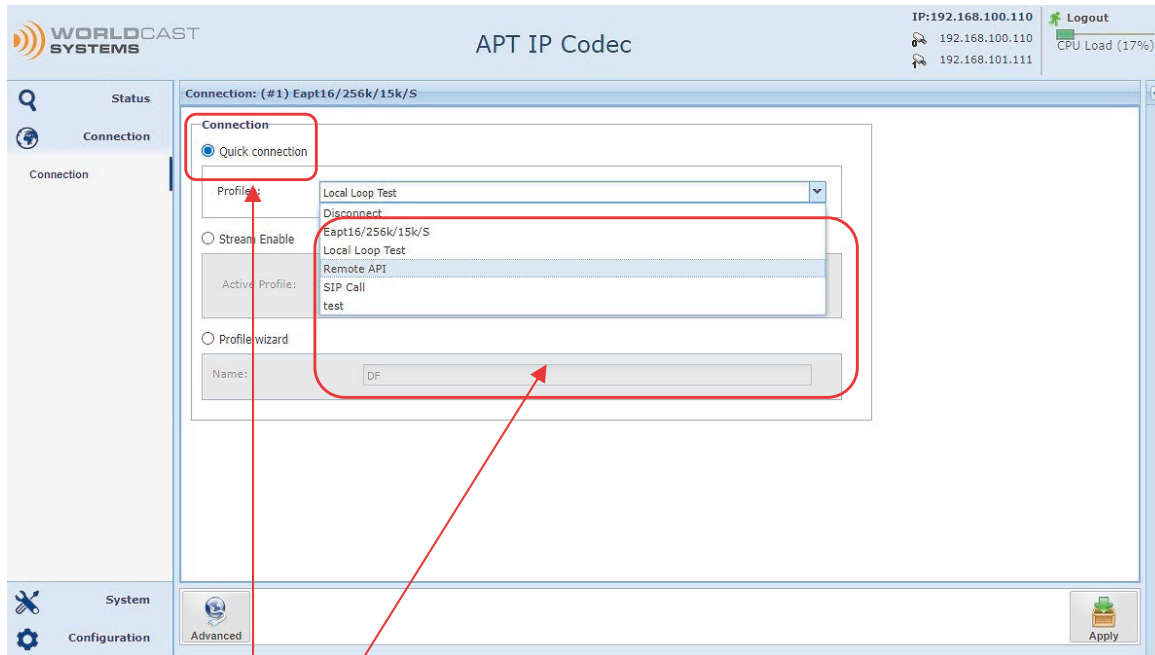 WORLDCAST
SYSTEMS
APT IP Codec
IP:192.168.100.110
192.168.100.110
192.168.101.111
Logout
CPU Load (17%)
Status
Connection
Connection
Connection: (#1) Eapt16/256k/15k/S
Connection
Quick connection
Profile:
Local Loop Test
Disconnect
Eapt16/256k/15k/S
Local Loop Test
Remote API
SIP Call
test
Stream Enable
Active Profile:
Profile wizard
Name:
DF
System
Configuration
Advanced
Apply